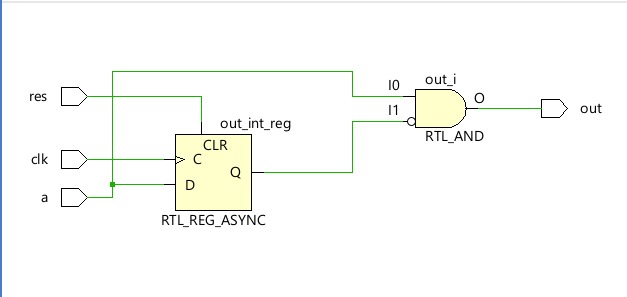 out_i
I0
res
O
out
out_int_reg
I1
CLR
RTL_AND
clk
C
Q
a
D
RTL_REG_ASYNC